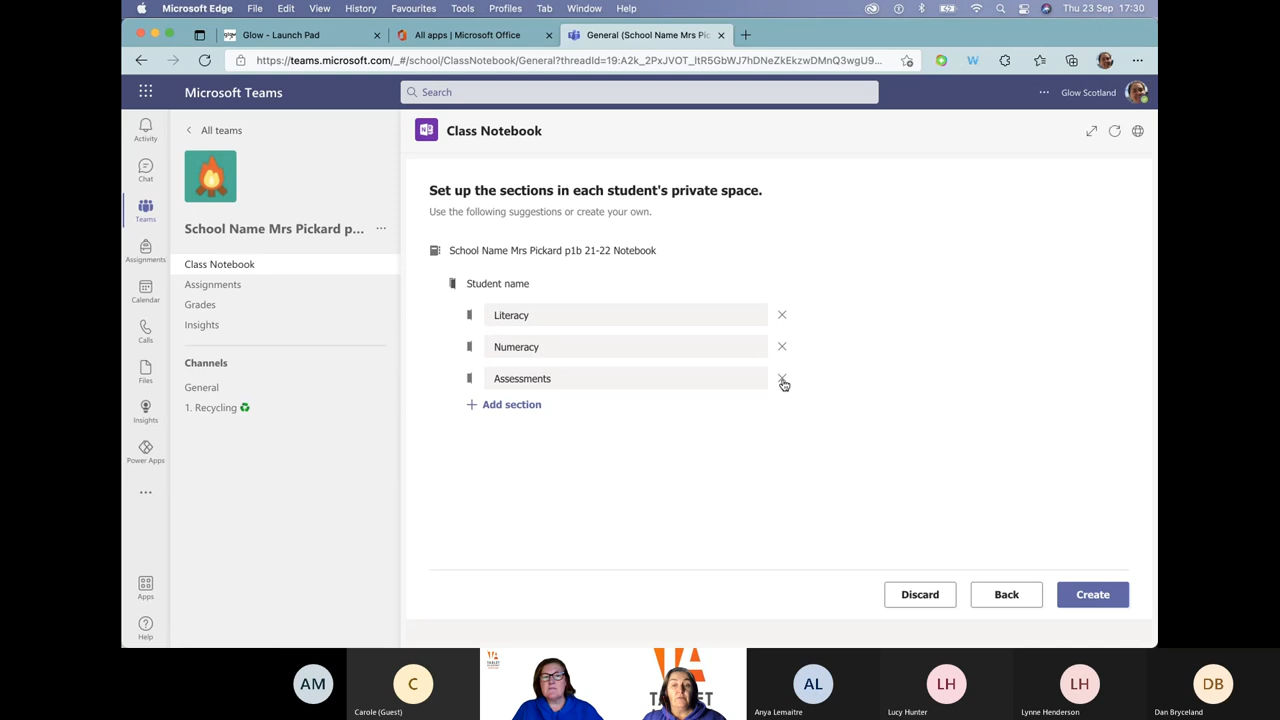 Microsoft Edge File Edit View History Favourites Tools Profiles Tab Window Help Thu 23 Sep 17:30
glow Glow - Launch Pad
All apps | Microsoft Office
General (School Name Mrs Pic
https://teams.microsoft.com/_#/school/ClassNotebook/General?threadId=19:A2k_2PxJVOT_ltR5GbWJ7hDNeZkEkzwDMnQ3wgU9...
W
Microsoft Teams
Search
Glow Scotland
Activity
Chat
Teams
Assignments
Calendar
Calls
Files
Insights
Power Apps
Apps
Help
All teams
School Name Mrs Pickard p...
Class Notebook
Assignments
Grades
Insights
Channels
General
1. Recycling
Class Notebook
Set up the sections in each student's private space.
Use the following suggestions or create your own.
School Name Mrs Pickard p1b 21-22 Notebook
Student name
Literacy
Numeracy
Assessments
Add section
Discard
Back
Create
AM
C
Carole (Guest)
TABLET
TABLET
AL
Anya Lemaitre
LH
Lucy Hunter
LH
Lynne Henderson
DB
Dan Bryceland